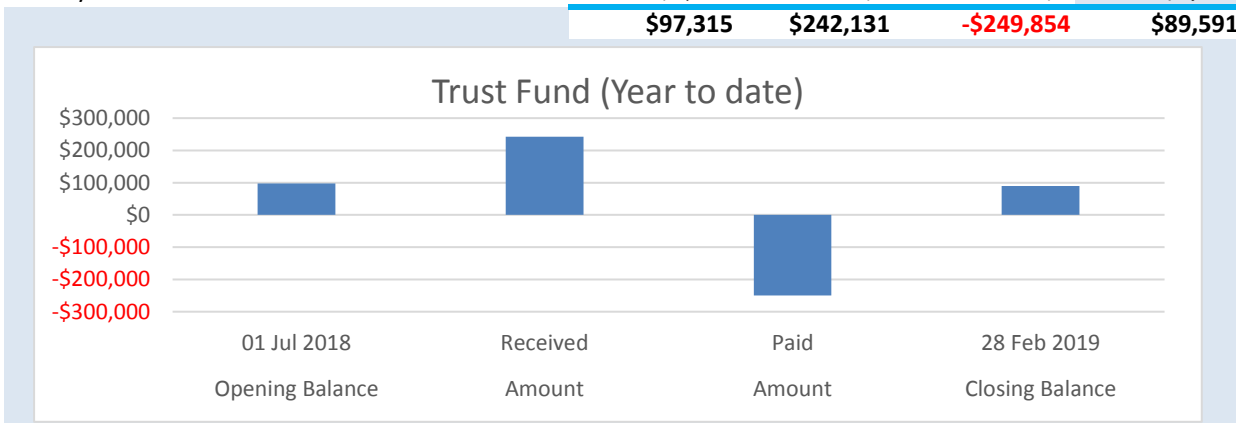 $97,315 $242,131 -$249,854 $89,591
Trust Fund (Year to date)
$300,000
$200,000
$100,000
$0
-$100,000
-$200,000
-$300,000
01 Jul 2018 Received Paid 28 Feb 2019
Opening Balance Amount Amount Closing Balance